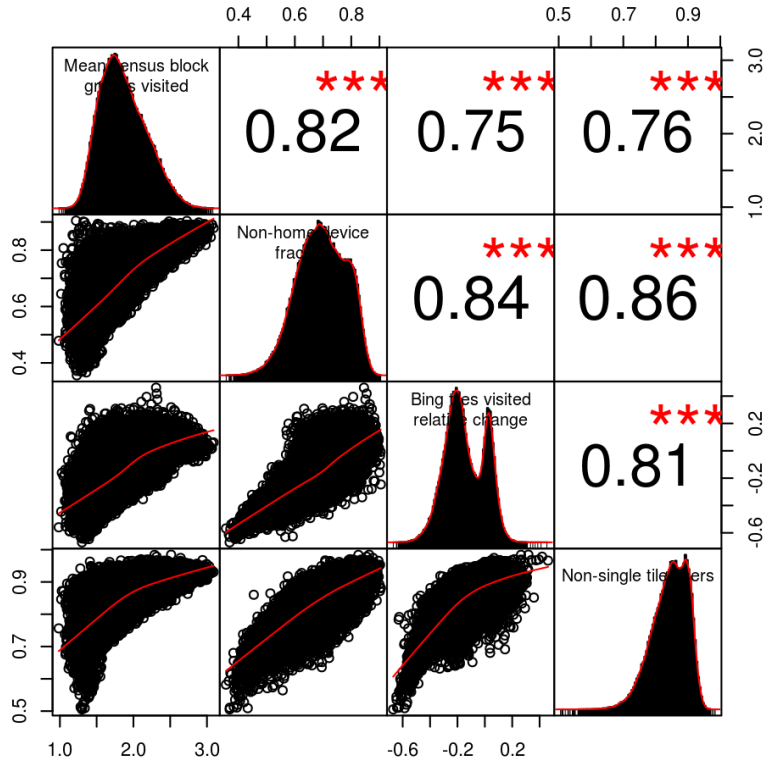 0.4 0.6 0.8 0.5 0.7 0.9
Mean census block
groups visited
*** *** ***
0.82 0.75 0.76
3.0
2.0
1.0
0.8
0.6
0.4
Non-home device
fraction
*** ***
0.84 0.86
Bing tiles visited
relative change
***
0.81
0.2
-0.2
-0.6
0.9
0.7
0.5
Non-single tile users
1.0 2.0 3.0 -0.6 -0.2 0.2